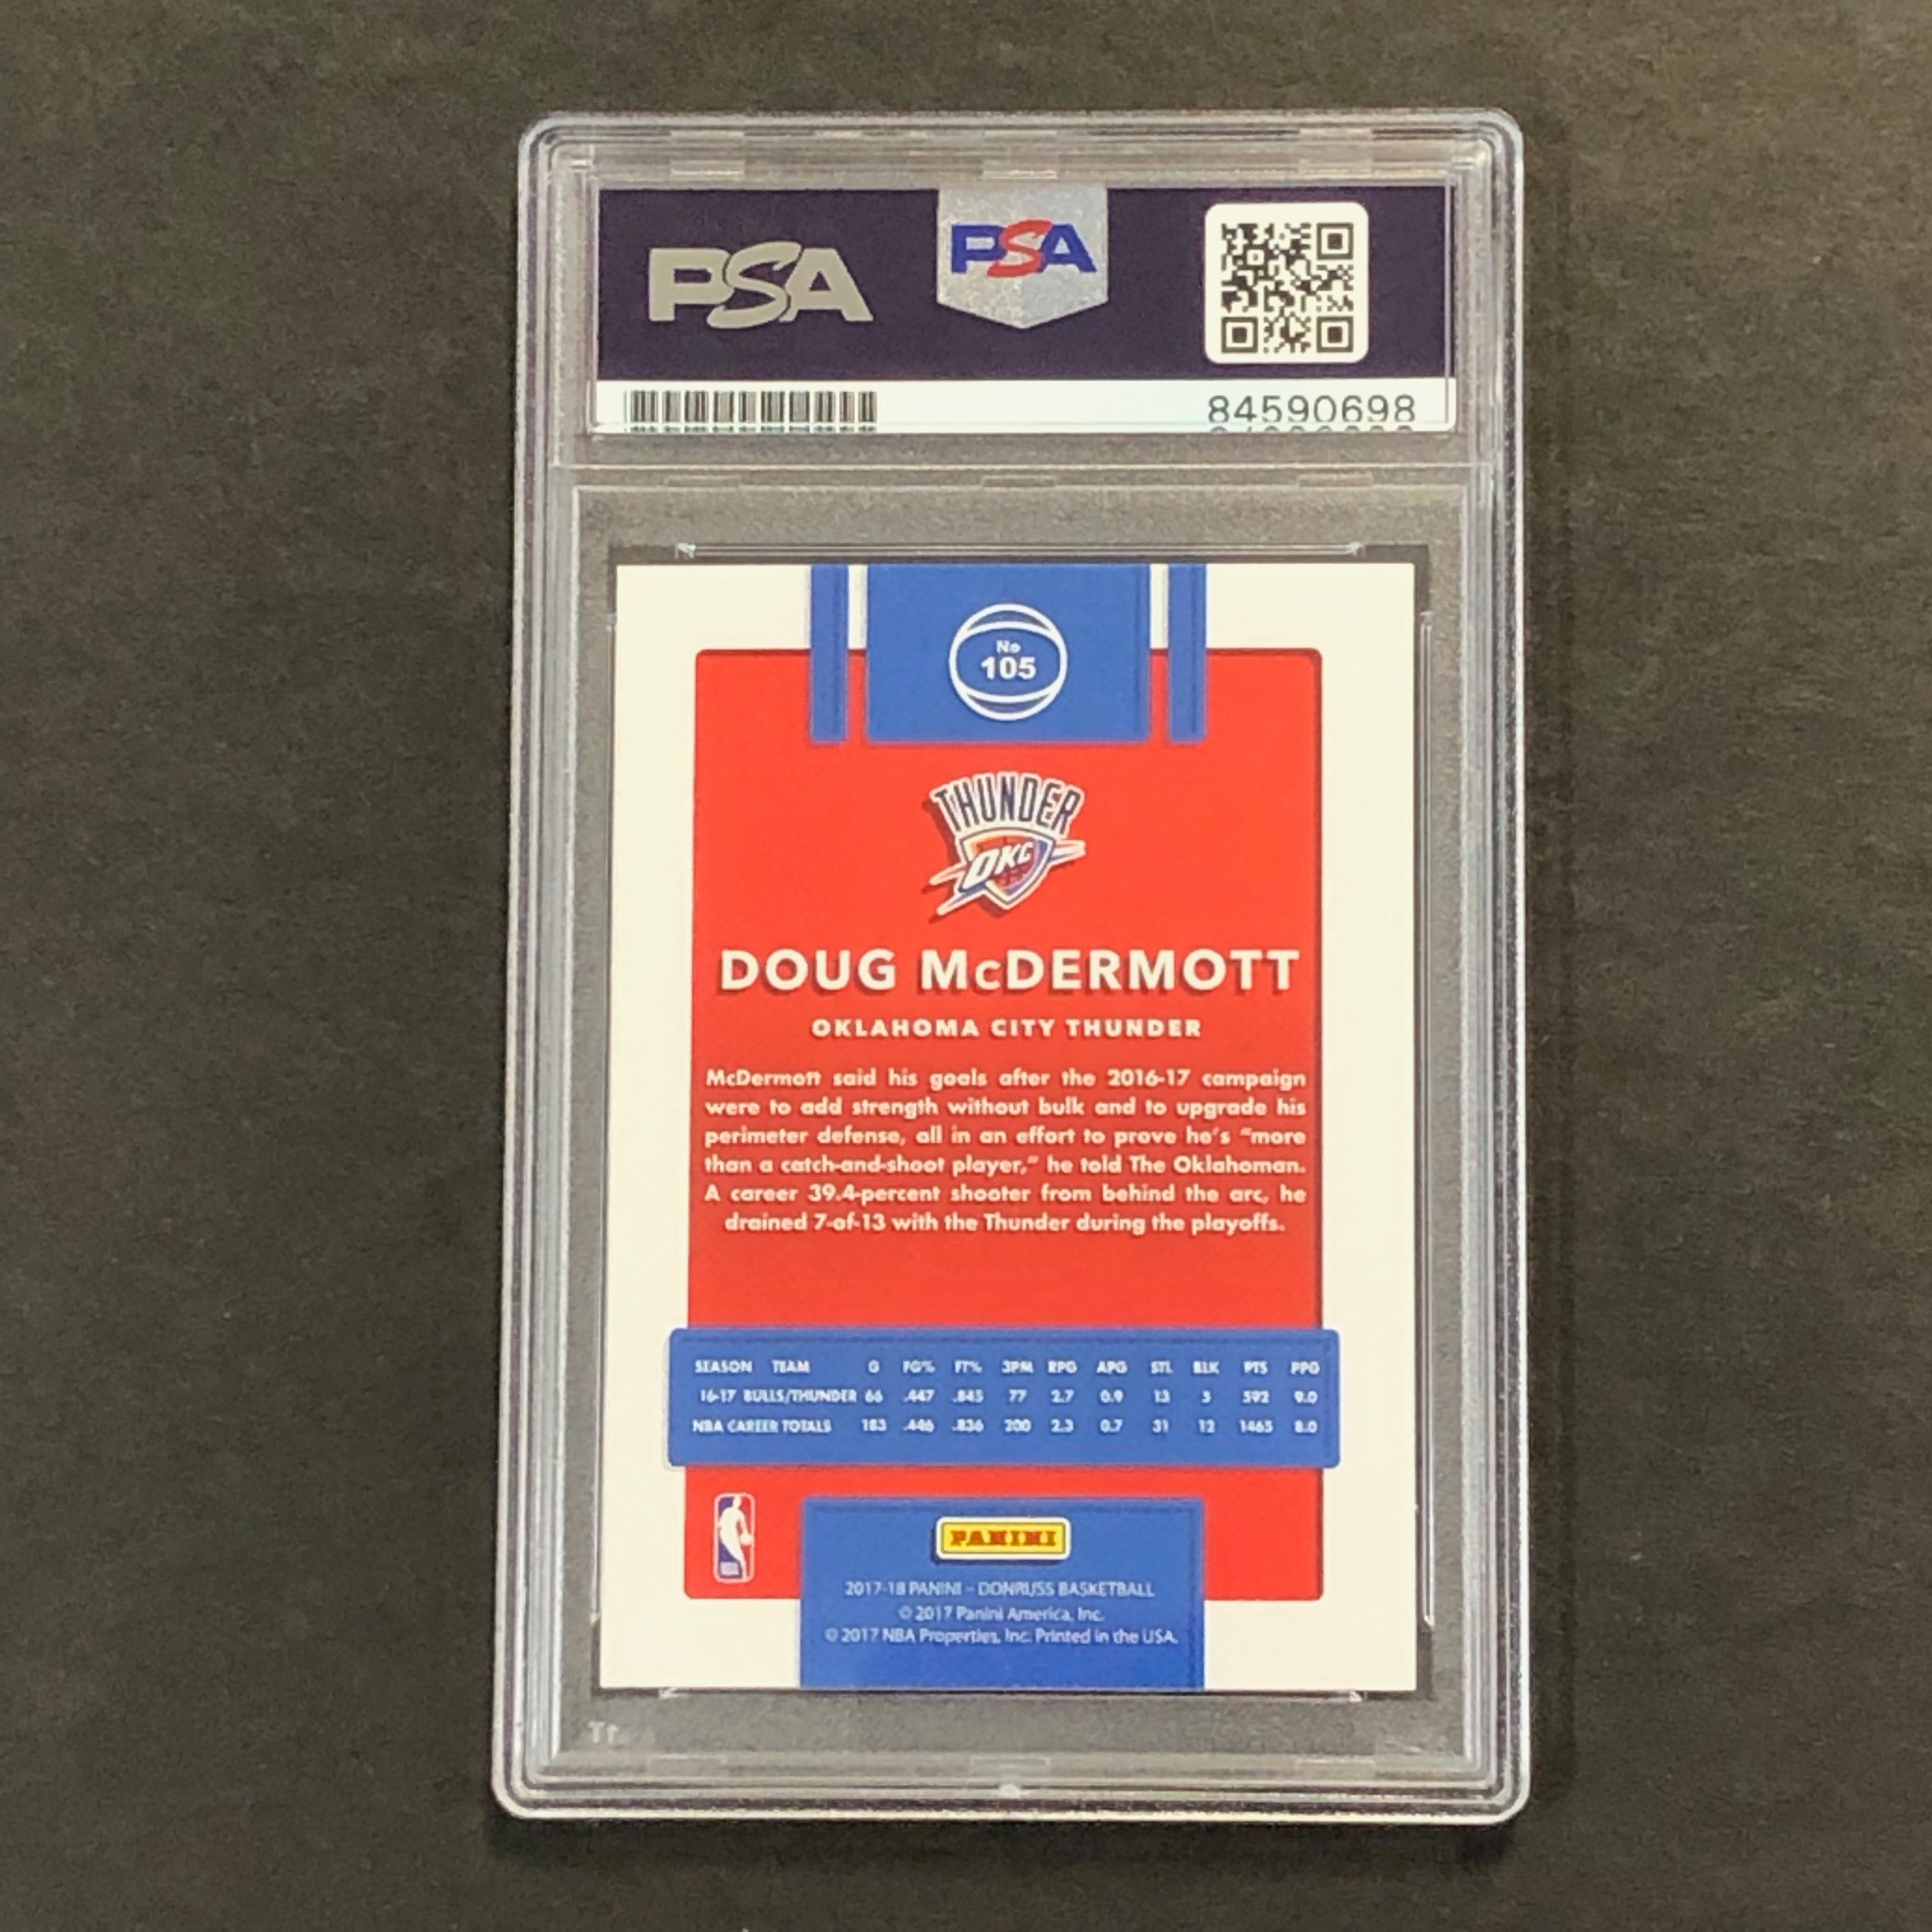 PSA
PSA
84590698
No
105
THUNDER
OKC
DOUG McDERMOTT
OKLAHOMA CITY THUNDER
McDermott said his goals after the 2016-17 campaign
were to add strength without bulk and to upgrade his
perimeter defense, all in an effort to prove he's "more
than a catch-and-shoot player," he told The Oklahoman.
A career 39.4-percent shooter from behind the arc, he
drained 7-of-13 with the Thunder during the playoffs.
SEASON TEAM G FG% FT% 3PM RPG APG STL BLK PTS PPG
16-17 BULLS/THUNDER 66 .447 .845 77 2.7 0.9 13 5 592 9.0
NBA CAREER TOTALS 183 .446 .836 200 2.3 0.7 31 12 1465 8.0
PANINI
2017-18 PANINI - DONRUSS BASKETBALL
© 2017 Panini America, Inc.
© 2017 NBA Properties, Inc. Printed in the USA.